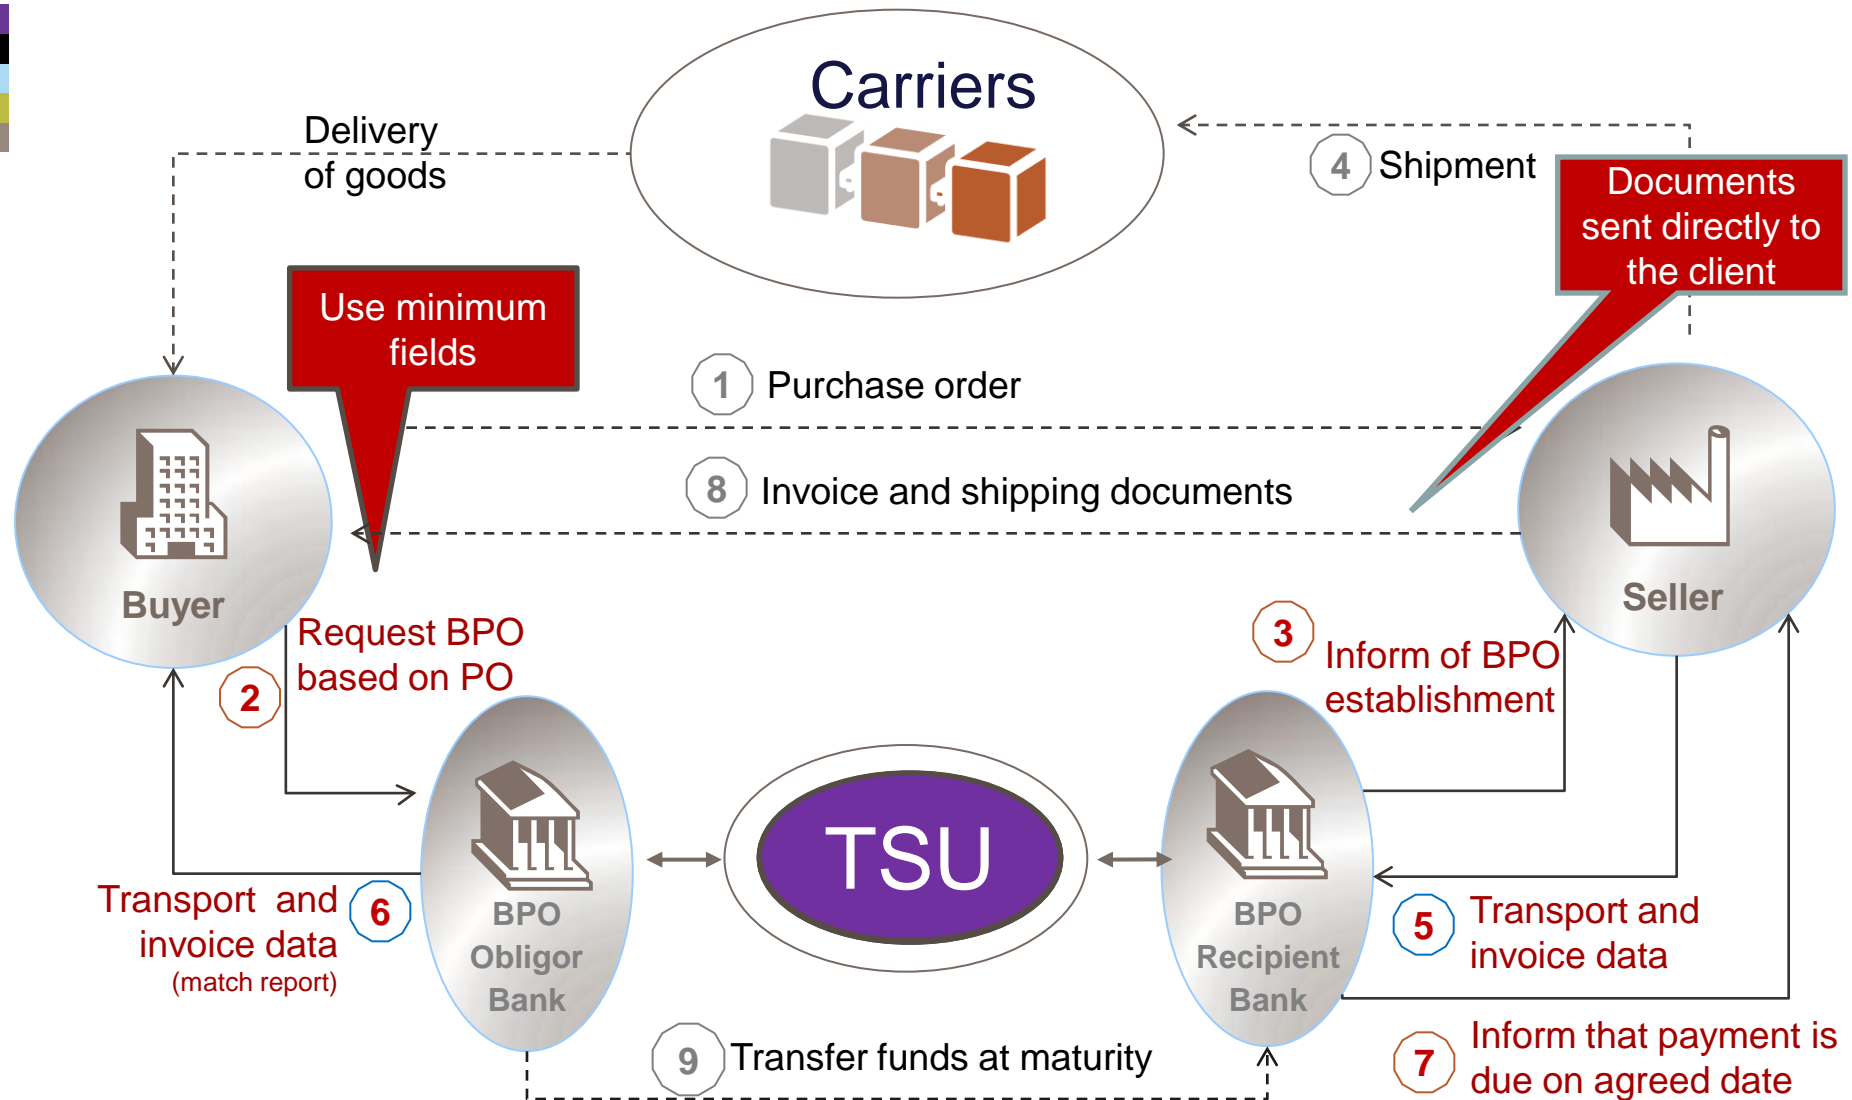 Carriers
Delivery
of goods
4 Shipment
Documents
sent directly to
the client
Use minimum
fields
1 Purchase order
8 Invoice and shipping documents
Buyer
Seller
Request BPO
based on PO
2
3
Inform of BPO
establishment
TSU
Transport and
invoice data
(match report)
6
BPO
Obligor
Bank
BPO
Recipient
Bank
5
Transport and
invoice data
9 Transfer funds at maturity
7
Inform that payment is
due on agreed date